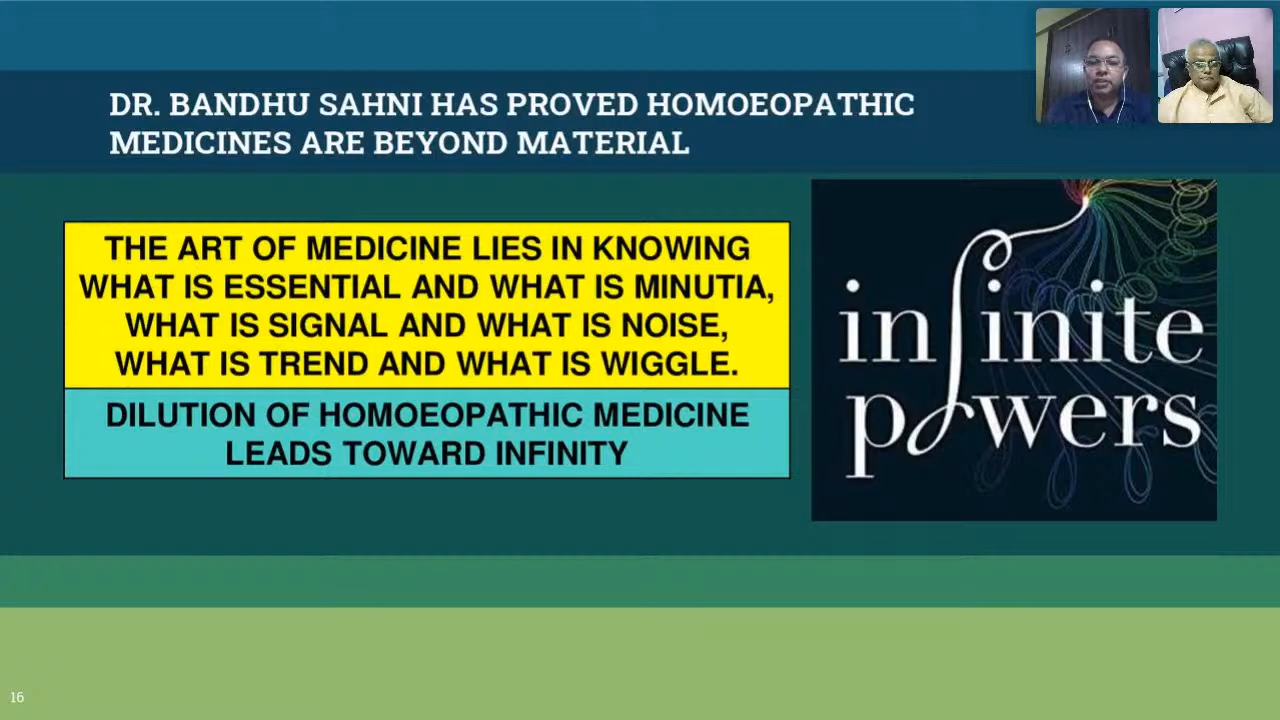 DR. BANDHU SAHNI HAS PROVED HOMOEOPATHIC
MEDICINES ARE BEYOND MATERIAL
THE ART OF MEDICINE LIES IN KNOWING
WHAT IS ESSENTIAL AND WHAT IS MINUTIA,
WHAT IS SIGNAL AND WHAT IS NOISE,
WHAT IS TREND AND WHAT IS WIGGLE.
DILUTION OF HOMOEOPATHIC MEDICINE
LEADS TOWARD INFINITY
infinite
powers
16